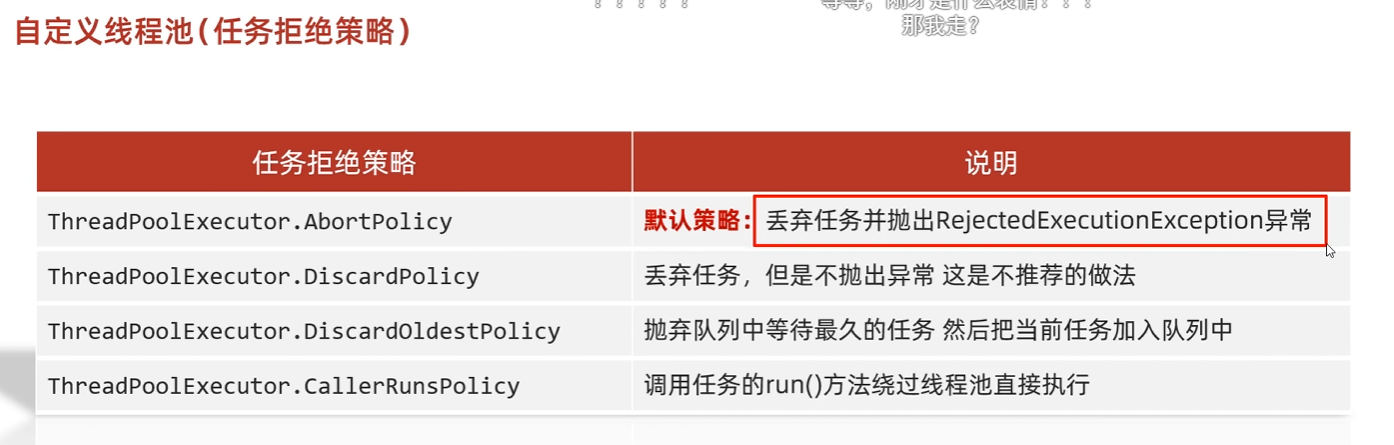 自定义线程池(任务拒绝策略)
那我走?
任务拒绝策略
说明
ThreadPoolExecutor.AbortPolicy
默认策略:丢弃任务并抛出RejectedExecutionException异常
ThreadPoolExecutor.DiscardPolicy
丢弃任务，但是不抛出异常 这是不推荐的做法
ThreadPoolExecutor.DiscardOldestPolicy
抛弃队列中等待最久的任务 然后把当前任务加入队列中
ThreadPoolExecutor.CallerRunsPolicy
调用任务的run()方法绕过线程池直接执行